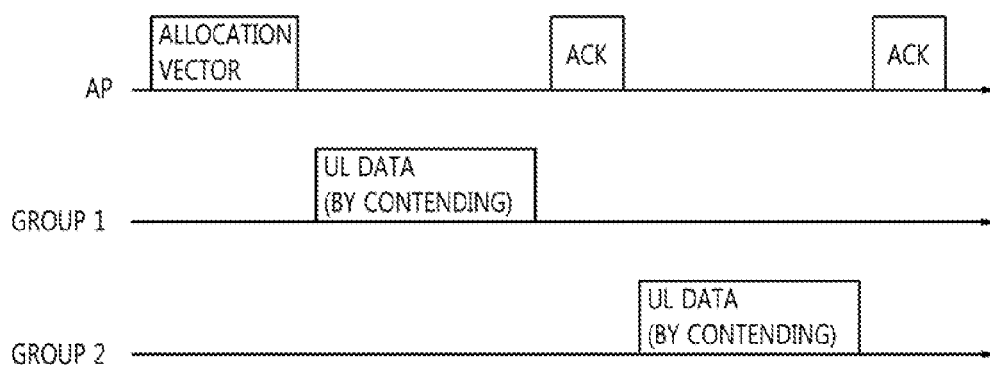 ALLOCATION
VECTOR
ACK
ACK
AP
UL DATA
(BY CONTENDING)
GROUP 1
UL DATA
(BY CONTENDING)
GROUP 2